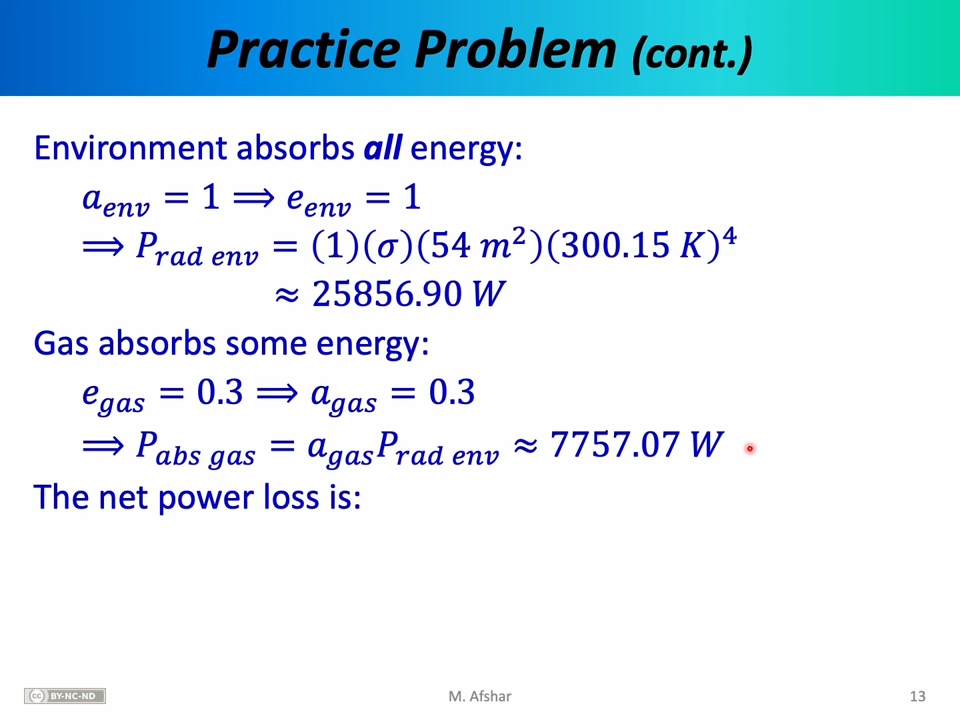 Practice Problem (cont.)
Environment absorbs all energy:
a_env = 1 ⟹ e_env = 1
⟹ P_rad env = (1)(σ)(54 m²)(300.15 K)⁴
≈ 25856.90 W
Gas absorbs some energy:
e_gas = 0.3 ⟹ a_gas = 0.3
⟹ P_abs gas = a_gas P_rad env ≈ 7757.07 W
The net power loss is:
cc BY-NC-ND
M. Afshar
13